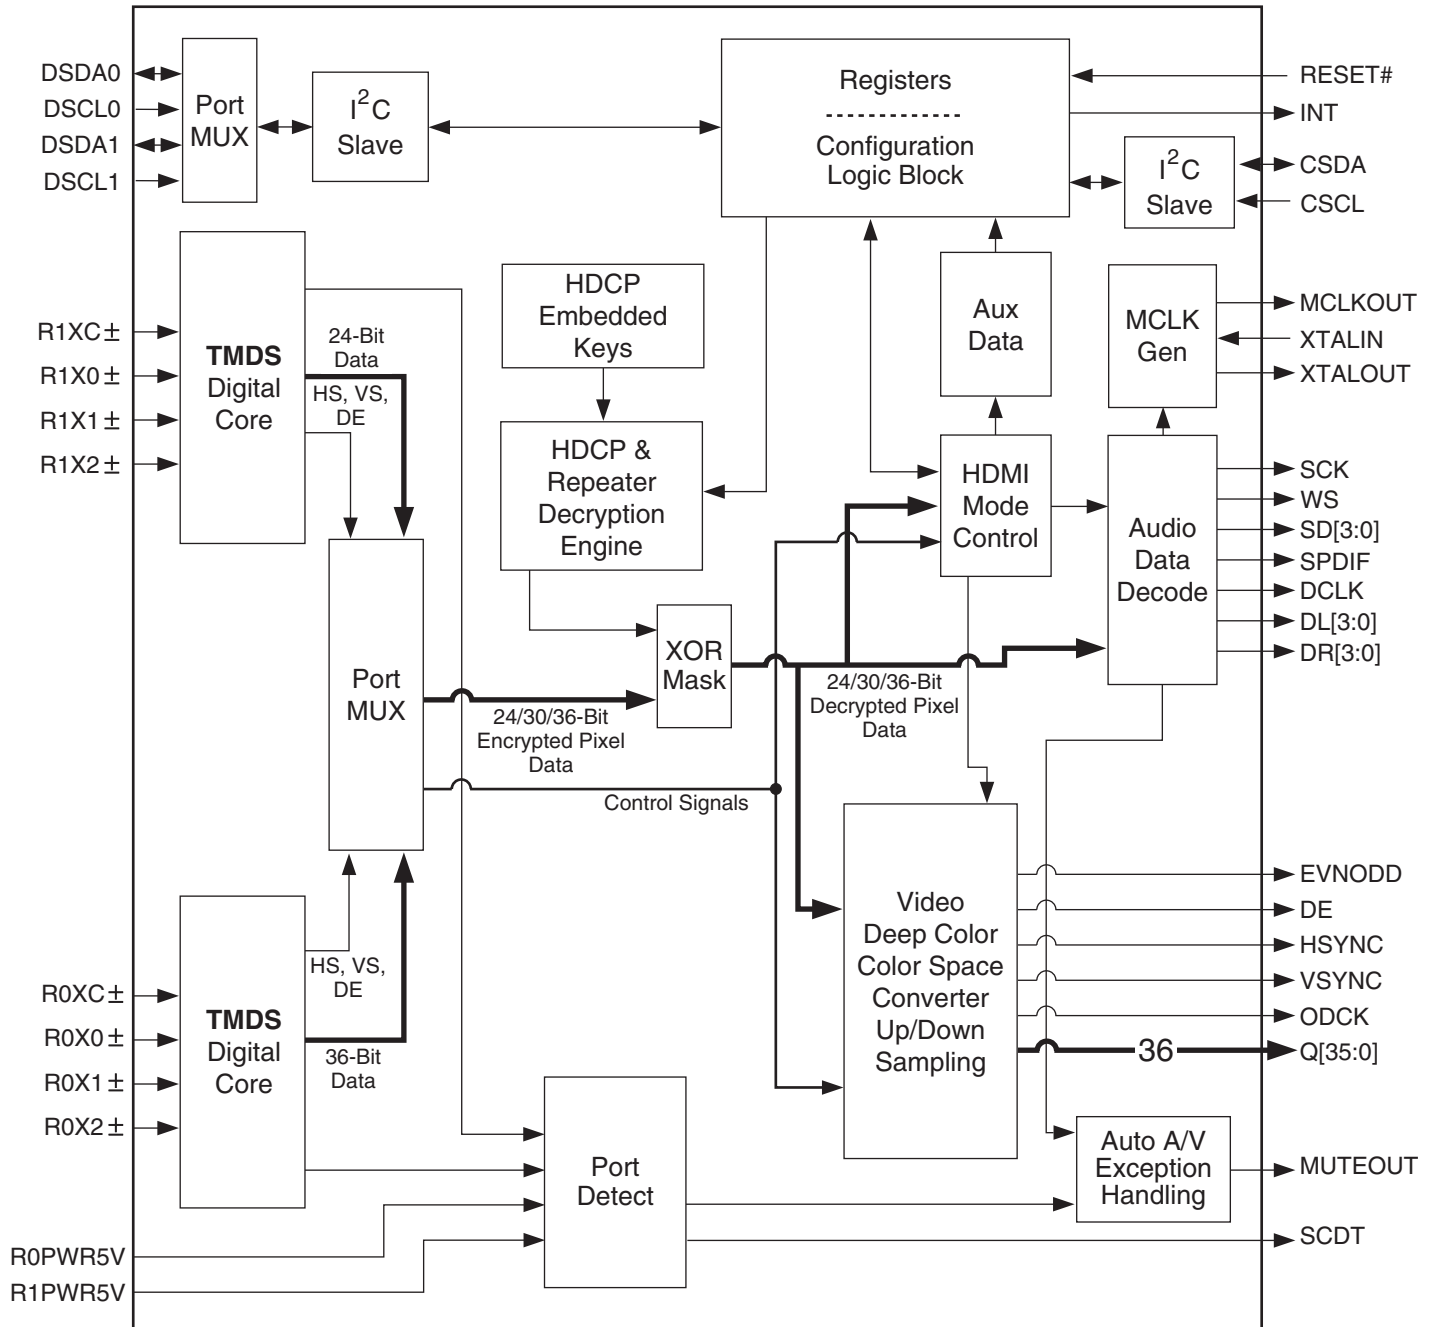 DSDA0
DSCL0
DSDA1
DSCL1
Port
MUX
I²C
Slave
Registers
Configuration
Logic Block
RESET#
INT
I²C
Slave
CSDA
CSCL
R1XC±
R1X0±
R1X1±
R1X2±
TMDS
Digital
Core
24-Bit
Data
HS, VS,
DE
HDCP
Embedded
Keys
HDCP &
Repeater
Decryption
Engine
Aux
Data
MCLK
Gen
MCLKOUT
XTALIN
XTALOUT
HDMI
Mode
Control
Audio
Data
Decode
SCK
WS
SD[3:0]
SPDIF
DCLK
DL[3:0]
DR[3:0]
Port
MUX
XOR
Mask
24/30/36-Bit
Encrypted Pixel
Data
24/30/36-Bit
Decrypted Pixel
Data
Control Signals
R0XC±
R0X0±
R0X1±
R0X2±
TMDS
Digital
Core
HS, VS,
DE
36-Bit
Data
Video
Deep Color
Color Space
Converter
Up/Down
Sampling
EVNODD
DE
HSYNC
VSYNC
ODCK
36
Q[35:0]
Port
Detect
Auto A/V
Exception
Handling
MUTEOUT
SCDT
R0PWR5V
R1PWR5V